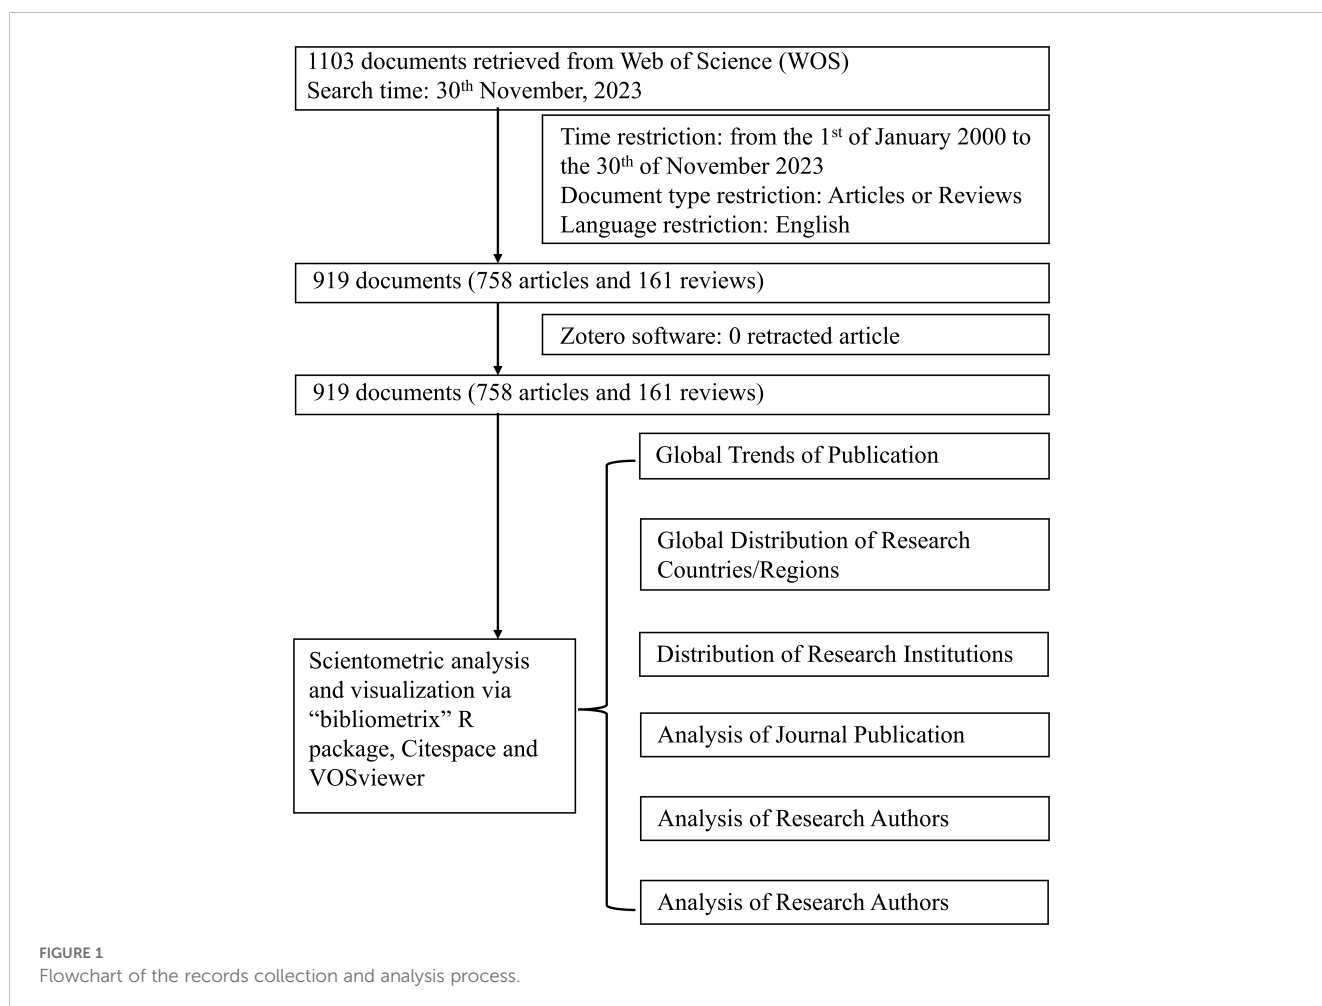 1103 documents retrieved from Web of Science (WOS)
Search time: 30th November, 2023
Time restriction: from the 1st of January 2000 to
the 30th of November 2023
Document type restriction: Articles or Reviews
Language restriction: English
919 documents (758 articles and 161 reviews)
Zotero software: 0 retracted article
919 documents (758 articles and 161 reviews)
Global Trends of Publication
Global Distribution of Research
Countries/Regions
Distribution of Research Institutions
Scientometric analysis
and visualization via
“bibliometrix” R
package, Citespace and
VOSviewer
Analysis of Journal Publication
Analysis of Research Authors
Analysis of Research Authors
FIGURE 1
Flowchart of the records collection and analysis process.